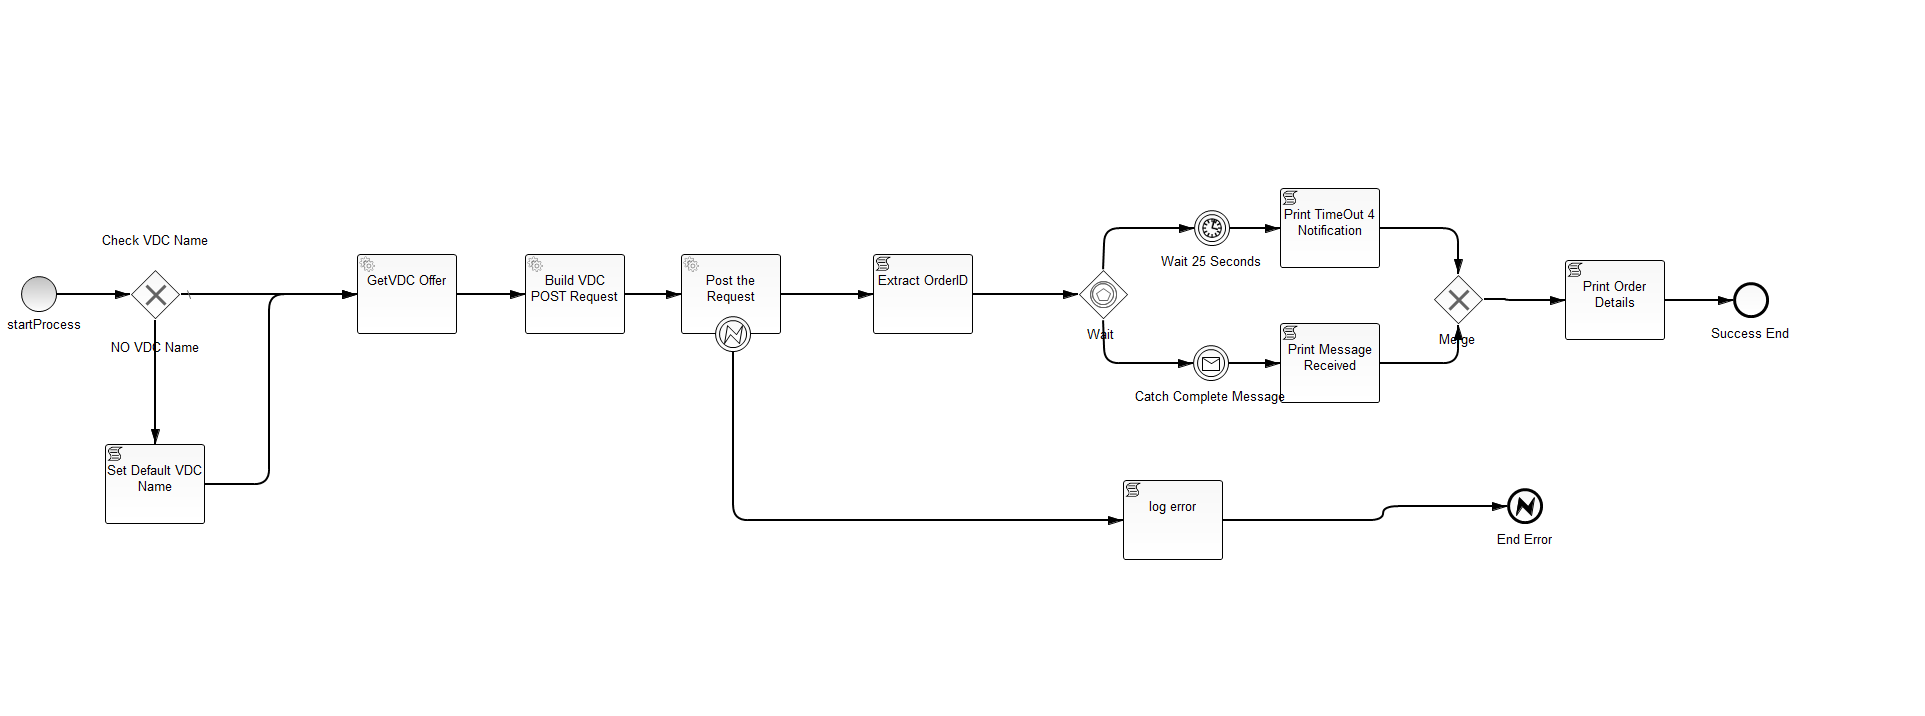 Check VDC Name
startProcess
NO VDC Name
Set Default VDC
Name
GetVDC Offer
Build VDC
POST Request
Post the
Request
Extract OrderID
Wait
Wait 25 Seconds
Print TimeOut 4
Notification
Catch Complete Message
Print Message
Received
Merge
Print Order
Details
Success End
log error
End Error